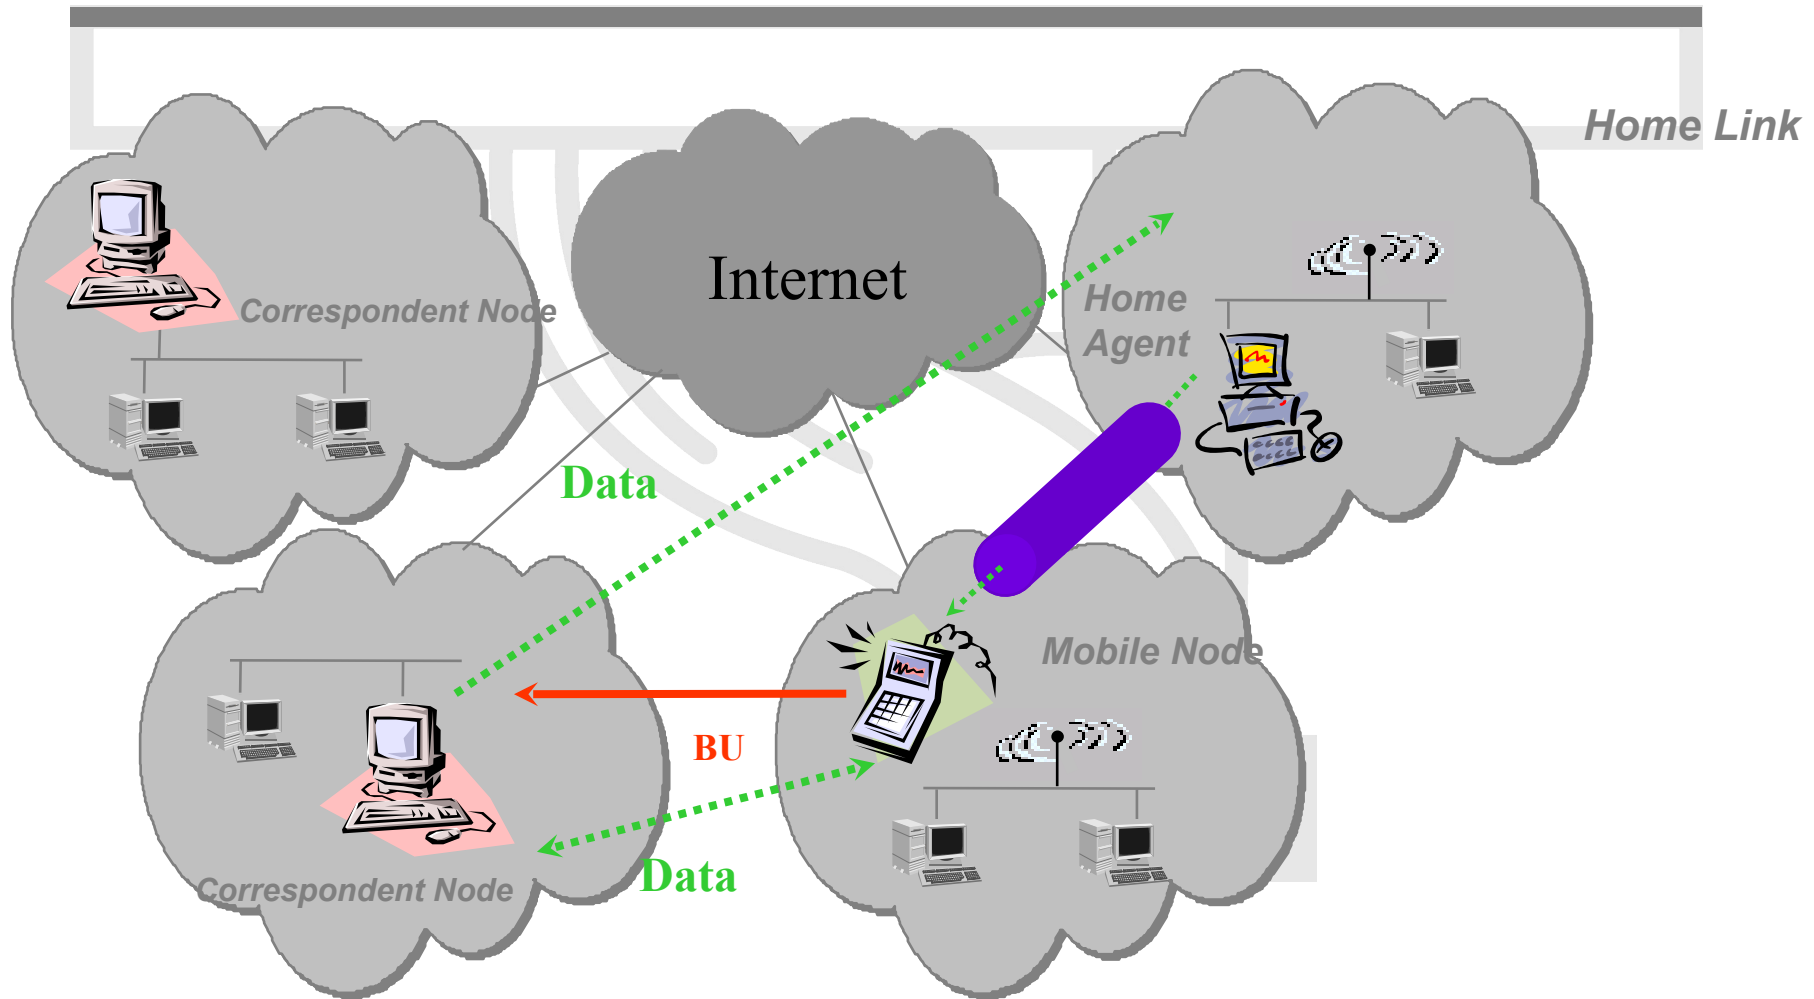 Home Link
Internet
Correspondent Node
Home
Agent
Data
Mobile Node
BU
Data
Correspondent Node